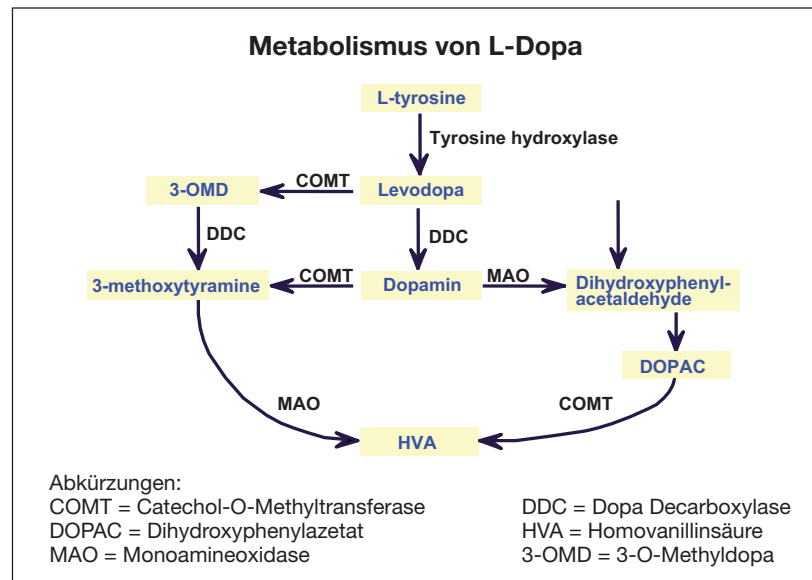 Metabolismus von L-Dopa
L-tyrosine
Tyrosine hydroxylase
3-OMD
COMT
Levodopa
DDC
DDC
3-methoxytyramine
COMT
Dopamin
MAO
Dihydroxyphenyl-
acetaldehyde
DOPAC
MAO
COMT
HVA
Abkürzungen:
COMT = Catechol-O-Methyltransferase
DOPAC = Dihydroxyphenylazetat
MAO = Monoamineoxidase
DDC = Dopa Decarboxylase
HVA = Homovanillinsäure
3-OMD = 3-O-Methyldopa